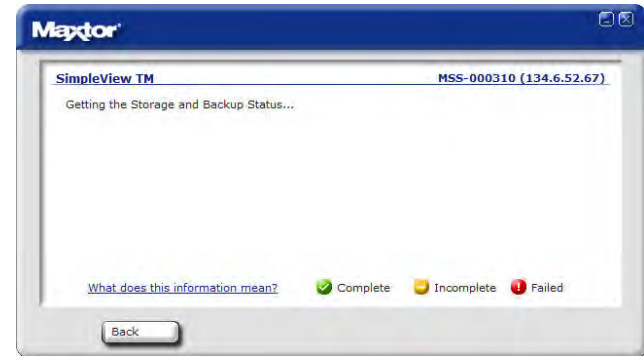 Maxtor
SimpleView TM MSS-000310 (134.6.52.67)
Getting the Storage and Backup Status...
What does this information mean? Complete Incomplete Failed
Back